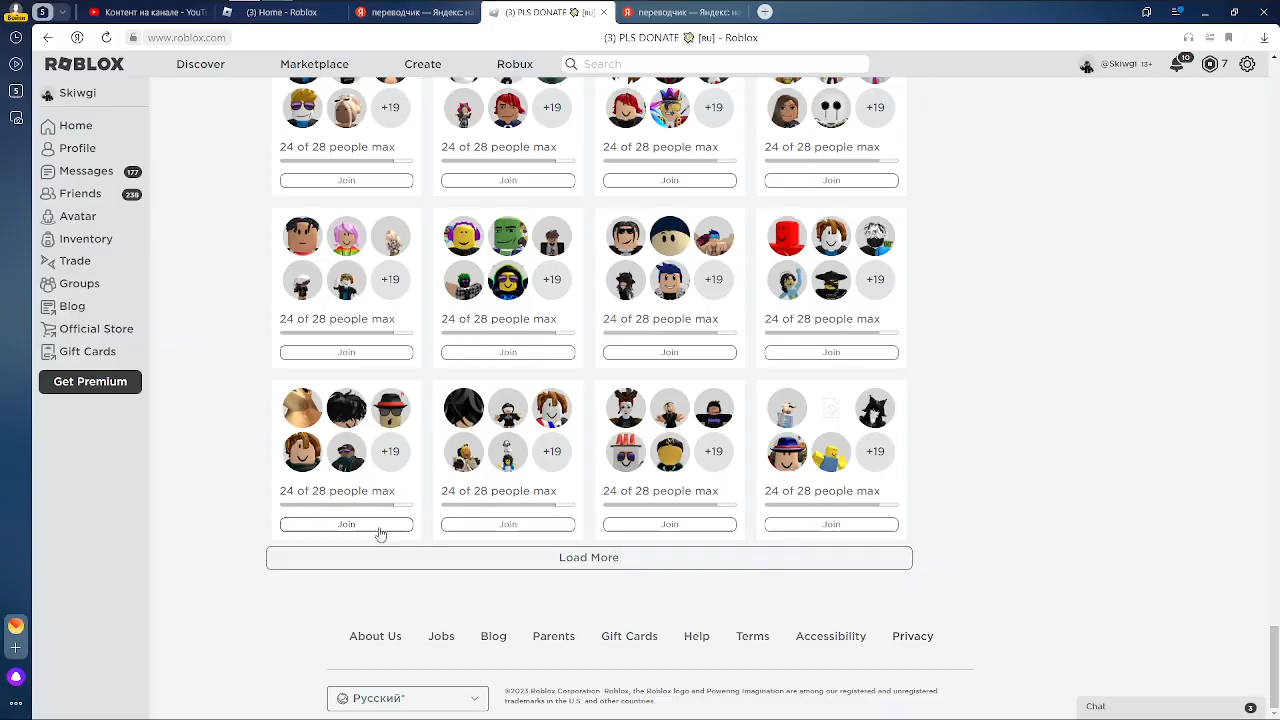 5
Контент на канале - YouTu
(3) Home - Roblox
переводчик — Яндекс: на
(3) PLS DONATE [RU] - R
переводчик — Яндекс: на
www.roblox.com
(3) PLS DONATE [RU] - Roblox
ROBLOX
Discover
Marketplace
Create
Robux
Search
@Skiwgi 13+
10
7
5
Skiwgi
Home
Profile
Messages 177
Friends 238
Avatar
Inventory
Trade
Groups
Blog
Official Store
Gift Cards
Get Premium
+19 +19 +19 +19
24 of 28 people max 24 of 28 people max 24 of 28 people max 24 of 28 people max
Join Join Join Join
+19 +19 +19 +19
24 of 28 people max 24 of 28 people max 24 of 28 people max 24 of 28 people max
Join Join Join Join
+19 +19 +19 +19
24 of 28 people max 24 of 28 people max 24 of 28 people max 24 of 28 people max
Join Join Join Join
Load More
About Us Jobs Blog Parents Gift Cards Help Terms Accessibility Privacy
Русский*
©2023 Roblox Corporation. Roblox, the Roblox logo and Powering Imagination are among our registered and unregistered
trademarks in the U.S. and other countries.
Chat 3